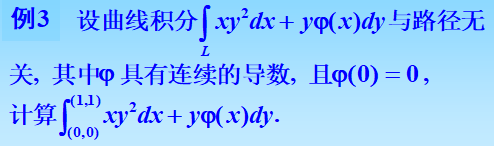 例3 设曲线积分∫_L xy²dx + yφ(x)dy与路径无
关, 其中φ 具有连续的导数, 且φ(0) = 0,
计算∫_(0,0)^(1,1) xy²dx + yφ(x)dy.